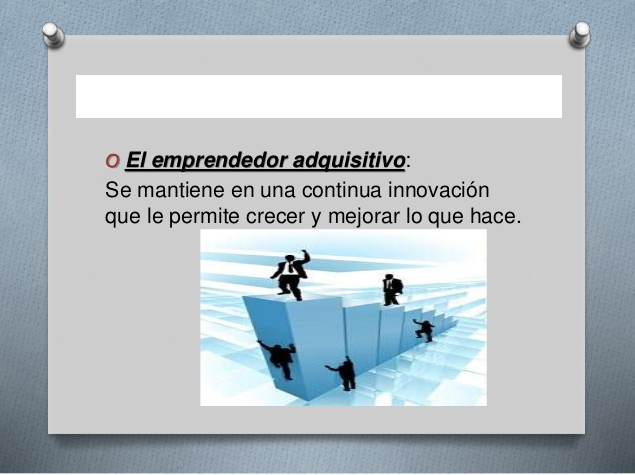 O El emprendedor adquisitivo:
Se mantiene en una continua innovación
que le permite crecer y mejorar lo que hace.